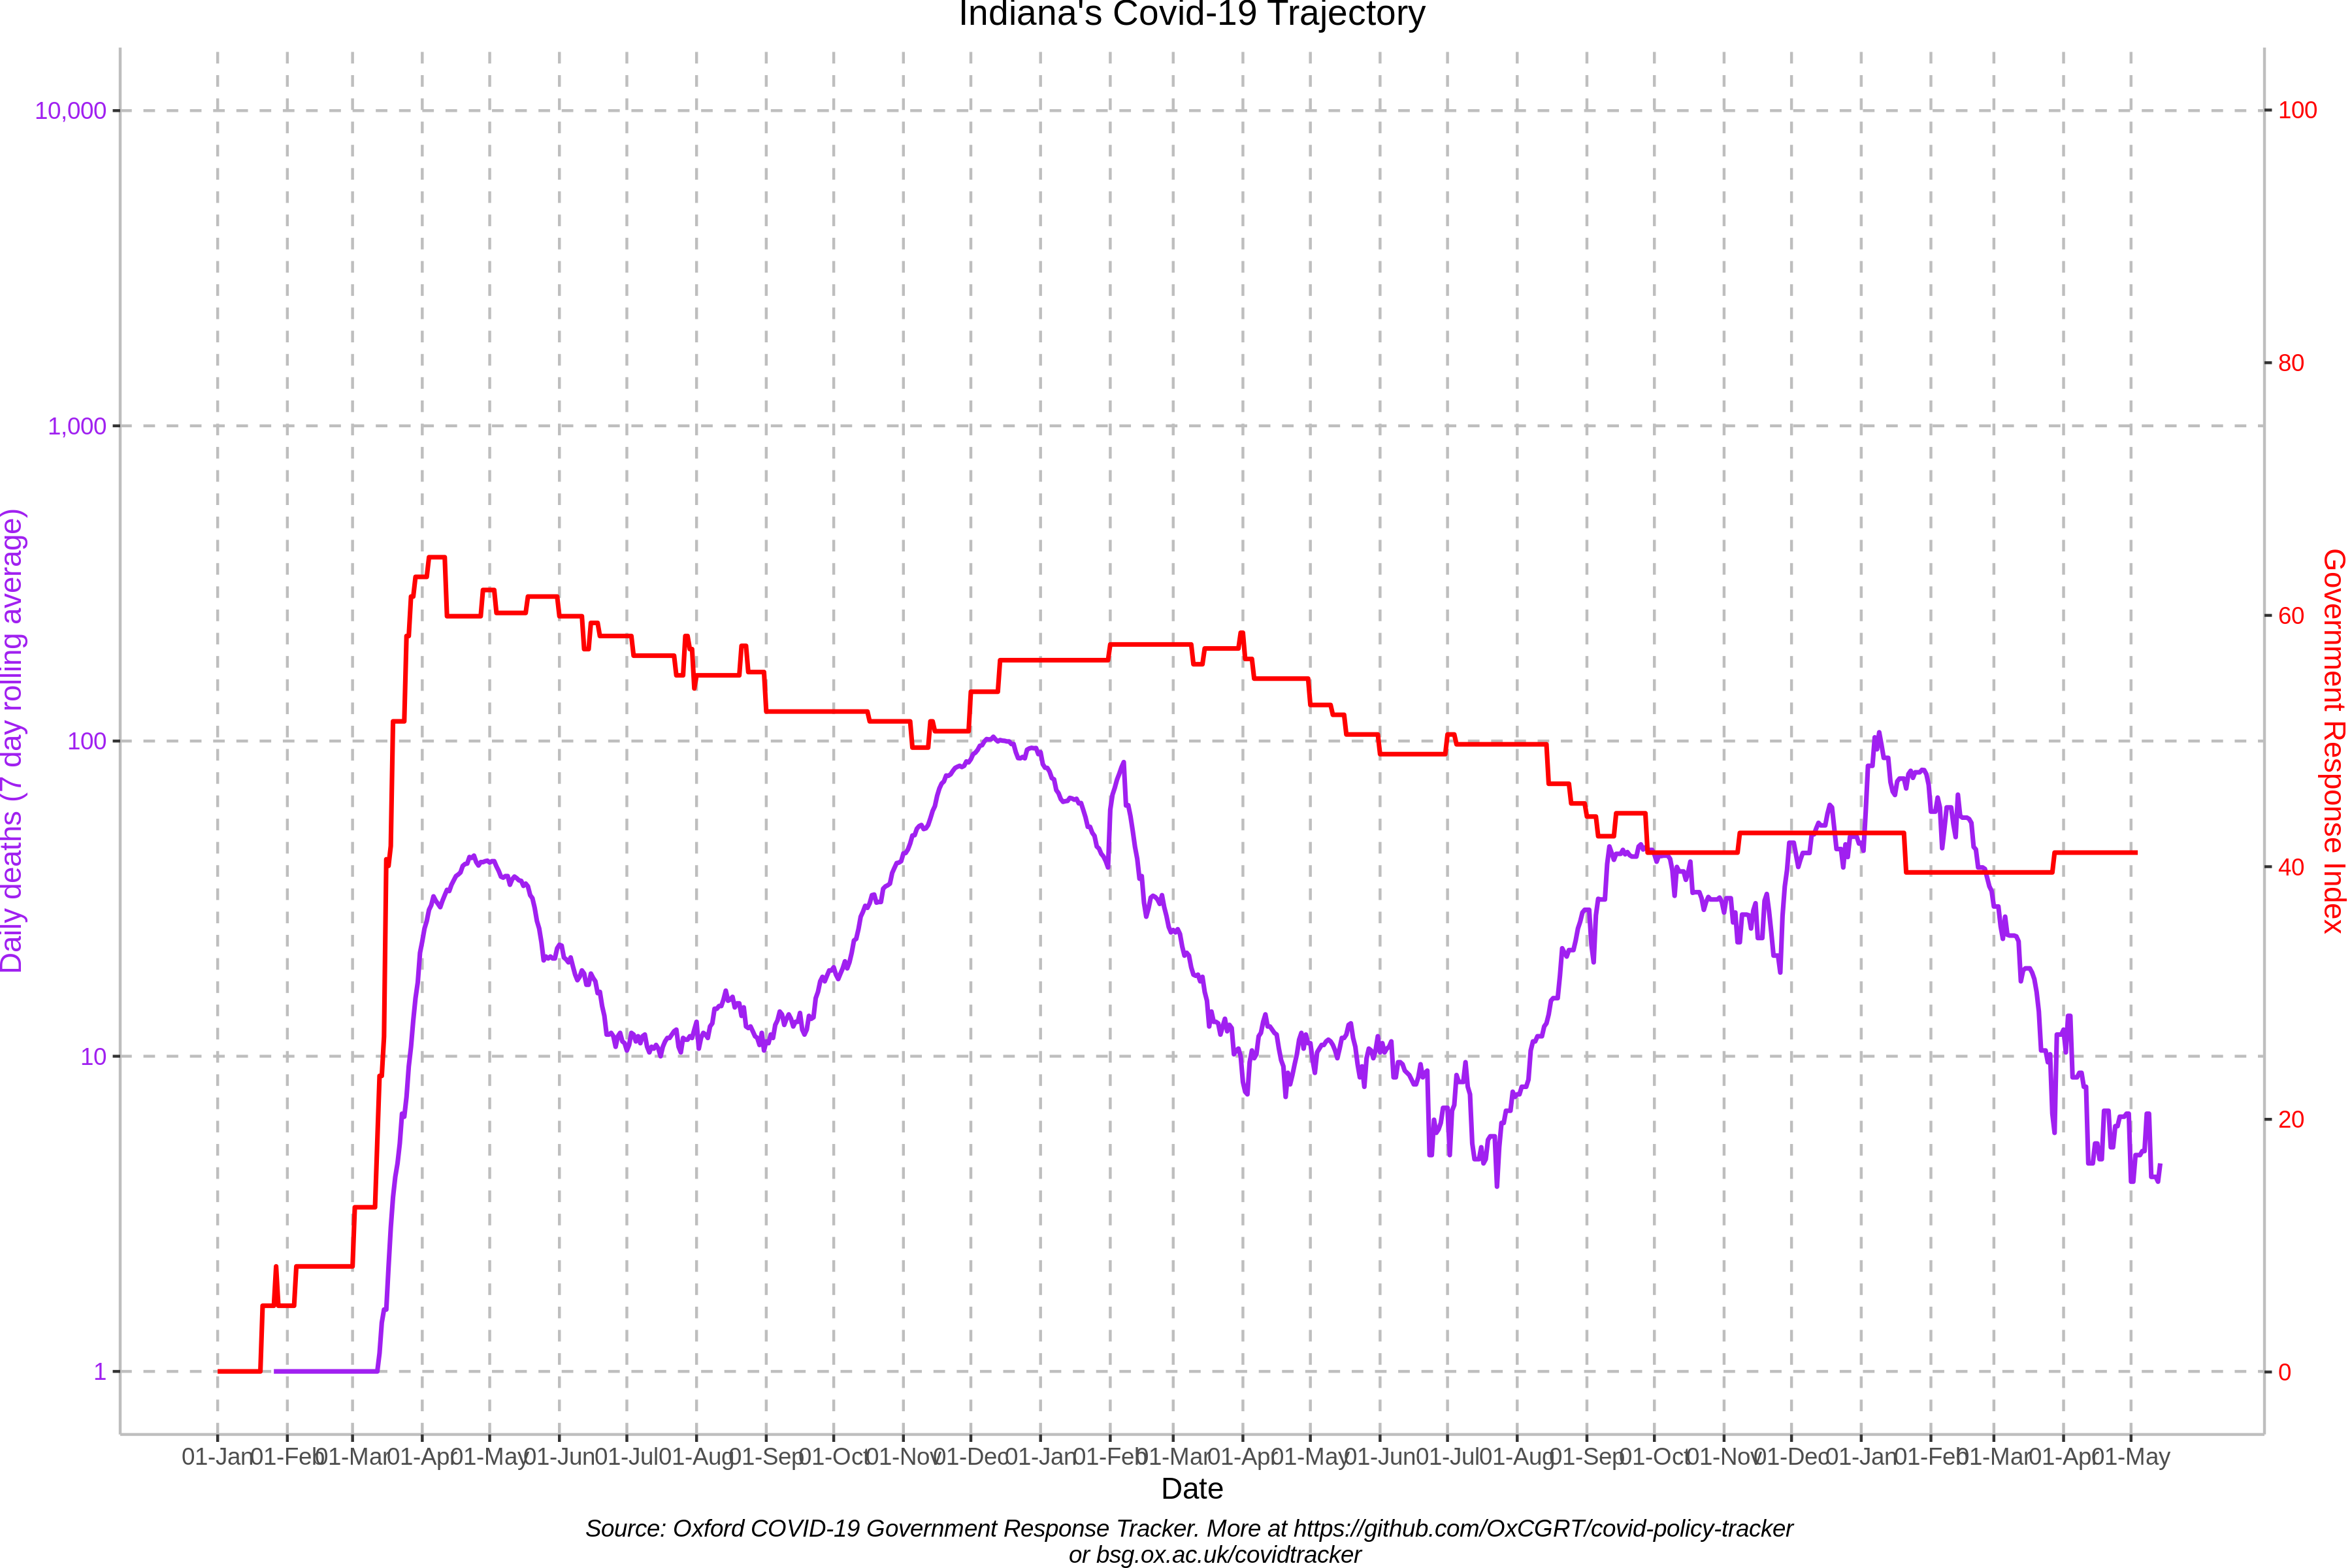 Indiana's Covid-19 Trajectory
10,000
1,000
100
10
1
Daily deaths (7 day rolling average)
100
80
60
40
20
0
Government Response Index
01-Jan 01-Feb 01-Mar 01-Apr 01-May 01-Jun 01-Jul 01-Aug 01-Sep 01-Oct 01-Nov 01-Dec 01-Jan 01-Feb 01-Mar 01-Apr 01-May 01-Jun 01-Jul 01-Aug 01-Sep 01-Oct 01-Nov 01-Dec 01-Jan 01-Feb 01-Mar 01-Apr 01-May
Date
Source: Oxford COVID-19 Government Response Tracker. More at https://github.com/OxCGRT/covid-policy-tracker
or bsg.ox.ac.uk/covidtracker